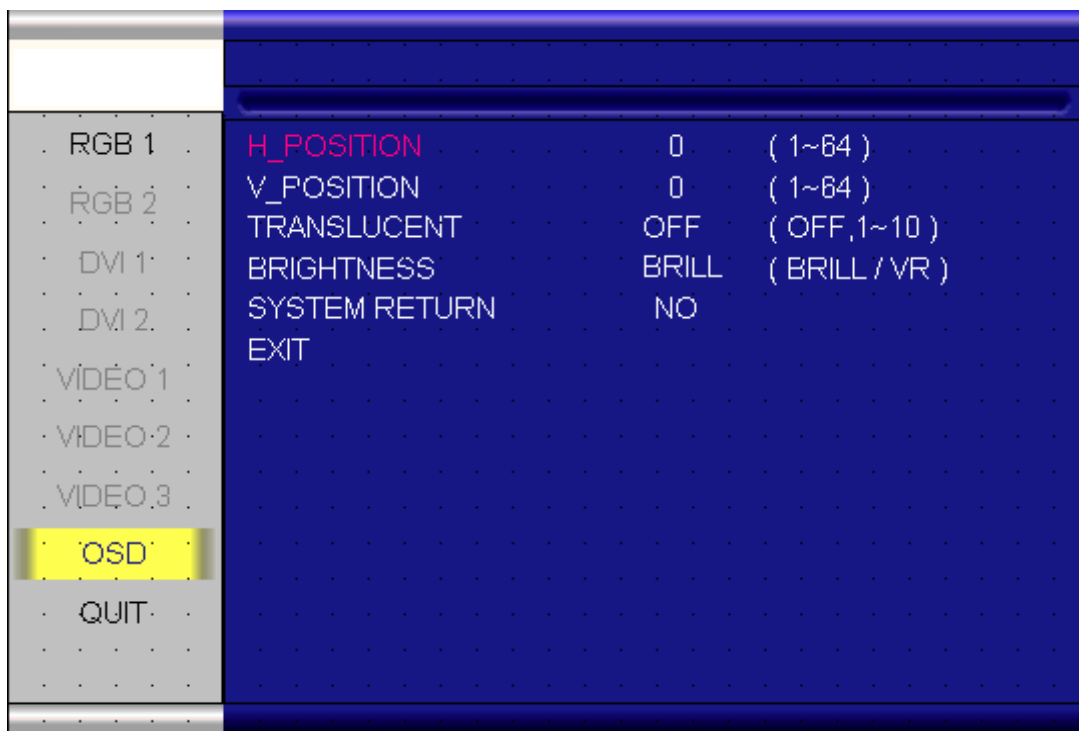 RGB 1
RGB 2
DVI 1
DVI 2
VIDEO 1
VIDEO 2
VIDEO 3
OSD
QUIT
H_POSITION 0 ( 1~64 )
V_POSITION 0 ( 1~64 )
TRANSLUCENT OFF ( OFF,1~10 )
BRIGHTNESS BRILL ( BRILL / VR )
SYSTEM RETURN NO
EXIT